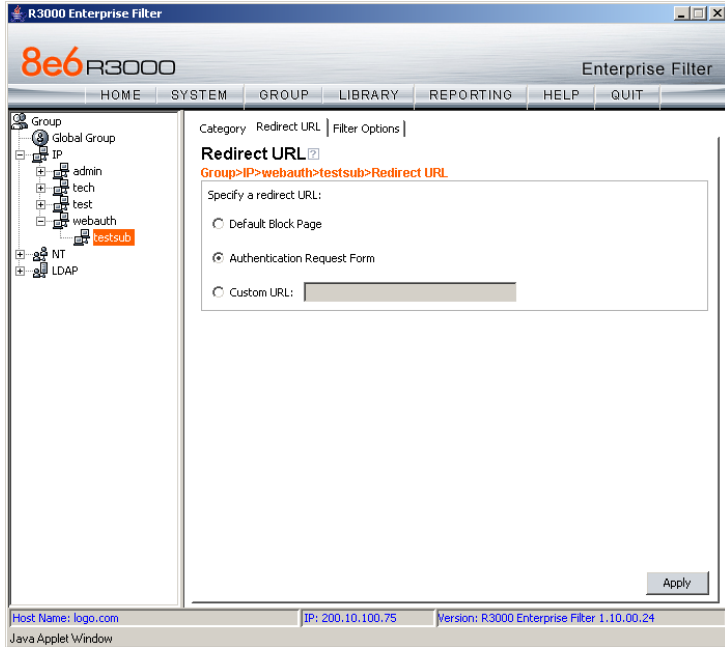 R3000 Enterprise Filter
8e6 R3000
Enterprise Filter
HOME SYSTEM GROUP LIBRARY REPORTING HELP QUIT
Group
Global Group
IP
admin
tech
test
webauth
testsub
NT
LDAP
Category Redirect URL Filter Options
Redirect URL ?
Group>IP>webauth>testsub>Redirect URL
Specify a redirect URL:
Default Block Page
Authentication Request Form
Custom URL:
Apply
Host Name: logo.com IP: 200.10.100.75 Version: R3000 Enterprise Filter 1.10.00.24
Java Applet Window